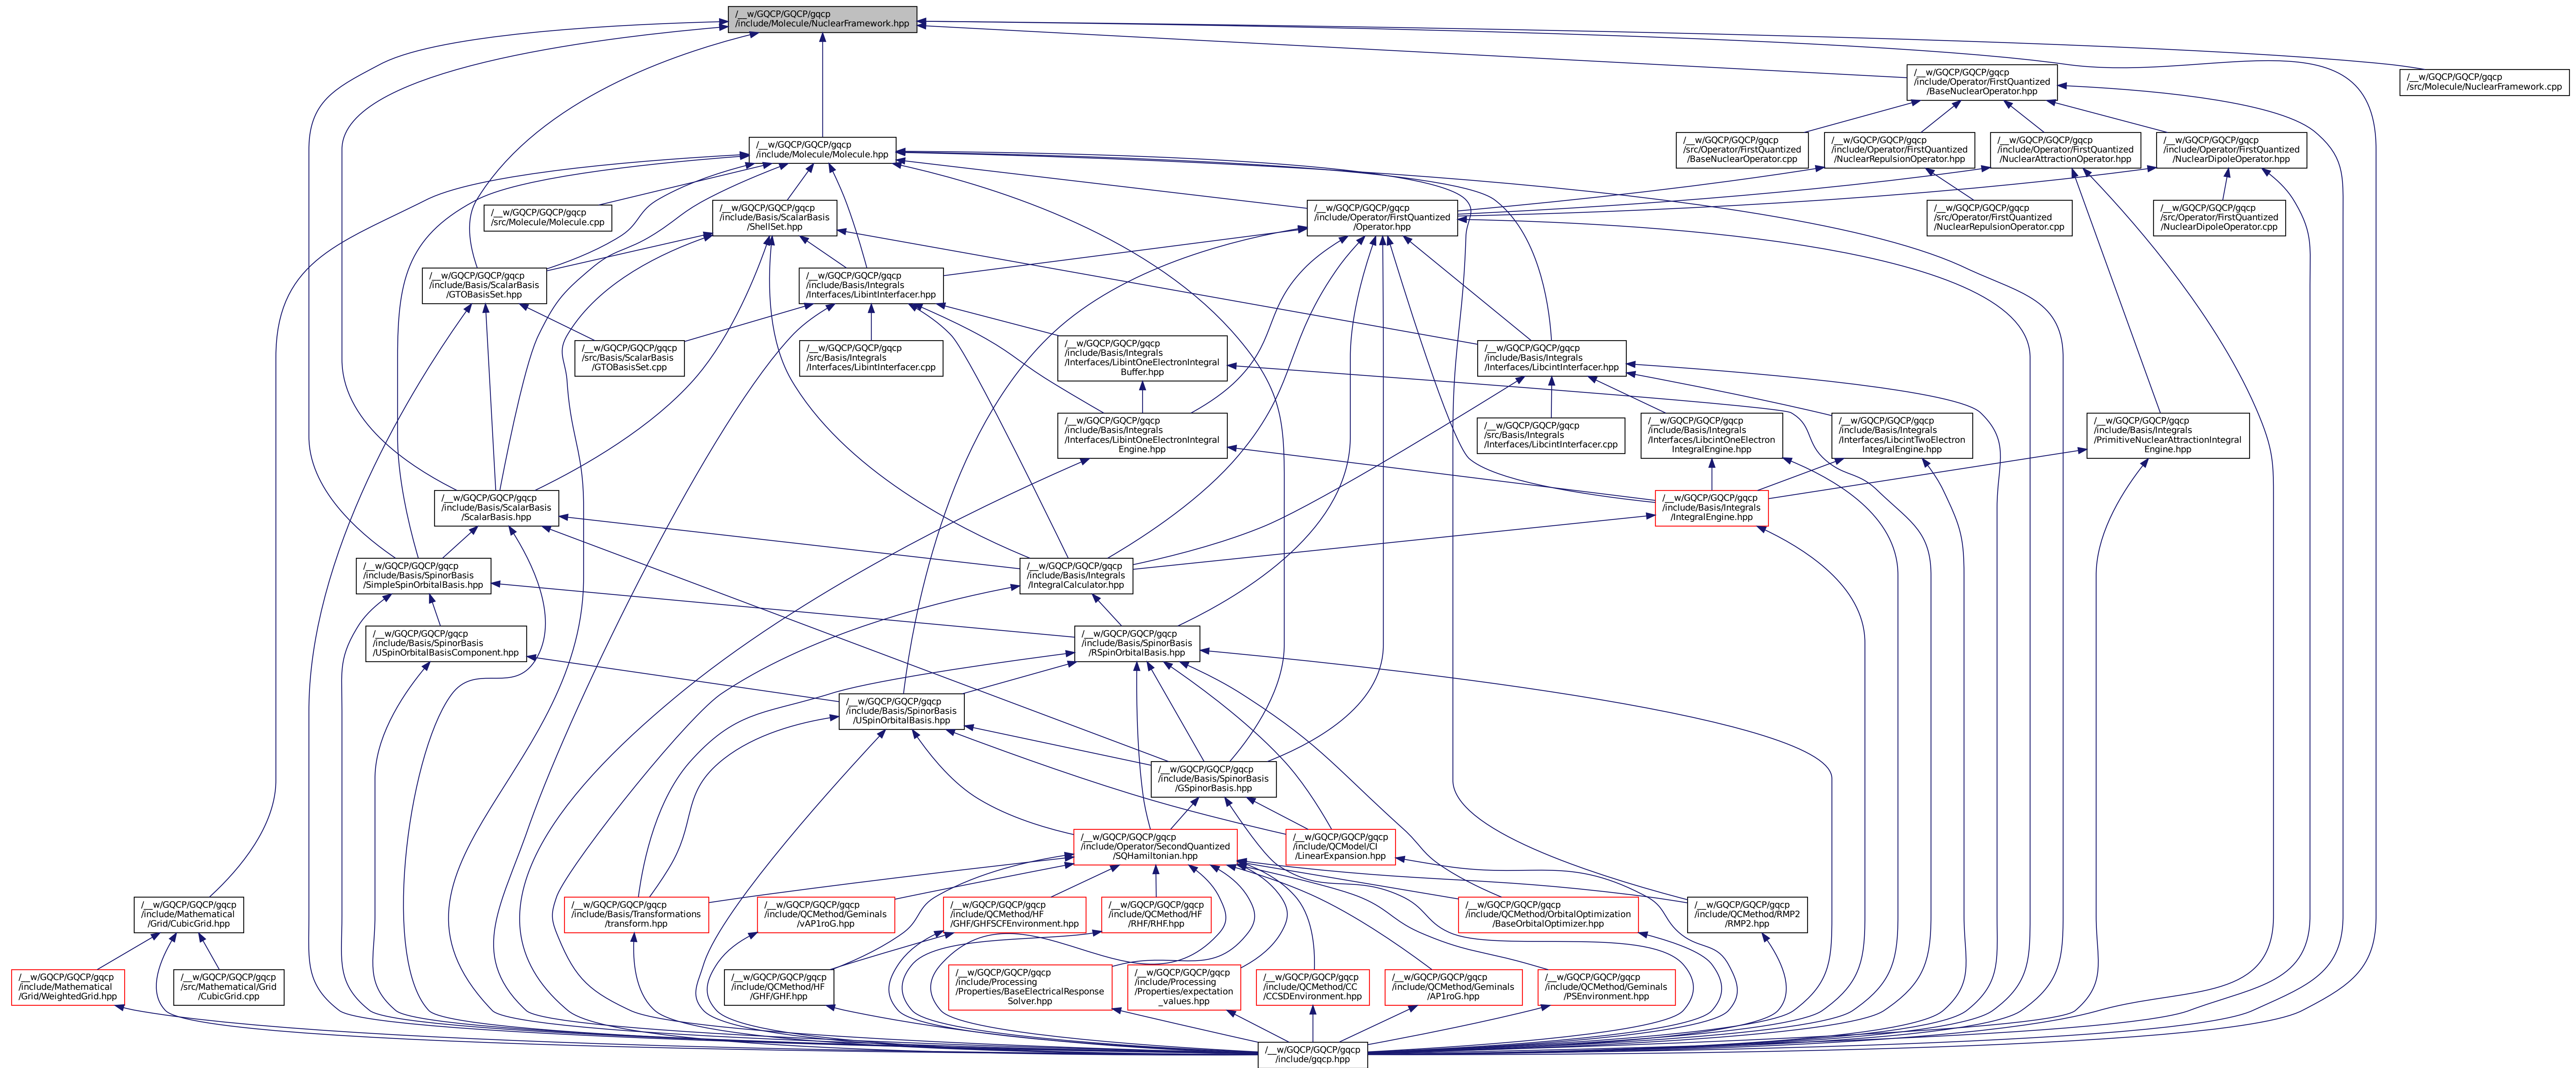 /__w/GQCP/GQCP/gqcp
/include/Molecule/NuclearFramework.hpp
/__w/GQCP/GQCP/gqcp
/include/Operator/FirstQuantized
/BaseNuclearOperator.hpp
/__w/GQCP/GQCP/gqcp
/src/Molecule/NuclearFramework.cpp
/__w/GQCP/GQCP/gqcp
/include/Molecule/Molecule.hpp
/__w/GQCP/GQCP/gqcp
/src/Operator/FirstQuantized
/BaseNuclearOperator.cpp
/__w/GQCP/GQCP/gqcp
/include/Operator/FirstQuantized
/NuclearRepulsionOperator.hpp
/__w/GQCP/GQCP/gqcp
/include/Operator/FirstQuantized
/NuclearAttractionOperator.hpp
/__w/GQCP/GQCP/gqcp
/include/Operator/FirstQuantized
/NuclearDipoleOperator.hpp
/__w/GQCP/GQCP/gqcp
/src/Molecule/Molecule.cpp
/__w/GQCP/GQCP/gqcp
/include/Basis/ScalarBasis
/ShellSet.hpp
/__w/GQCP/GQCP/gqcp
/include/Operator/FirstQuantized
/Operator.hpp
/__w/GQCP/GQCP/gqcp
/src/Operator/FirstQuantized
/NuclearRepulsionOperator.cpp
/__w/GQCP/GQCP/gqcp
/src/Operator/FirstQuantized
/NuclearDipoleOperator.cpp
/__w/GQCP/GQCP/gqcp
/include/Basis/ScalarBasis
/GTOBasisSet.hpp
/__w/GQCP/GQCP/gqcp
/include/Basis/Integrals
/Interfaces/LibintInterfacer.hpp
/__w/GQCP/GQCP/gqcp
/src/Basis/ScalarBasis
/GTOBasisSet.cpp
/__w/GQCP/GQCP/gqcp
/src/Basis/Integrals
/Interfaces/LibintInterfacer.cpp
/__w/GQCP/GQCP/gqcp
/include/Basis/Integrals
/Interfaces/LibintOneElectronIntegral
Buffer.hpp
/__w/GQCP/GQCP/gqcp
/include/Basis/Integrals
/Interfaces/LibcintInterfacer.hpp
/__w/GQCP/GQCP/gqcp
/include/Basis/Integrals
/Interfaces/LibintOneElectronIntegral
Engine.hpp
/__w/GQCP/GQCP/gqcp
/src/Basis/Integrals
/Interfaces/LibcintInterfacer.cpp
/__w/GQCP/GQCP/gqcp
/include/Basis/Integrals
/Interfaces/LibcintOneElectron
IntegralEngine.hpp
/__w/GQCP/GQCP/gqcp
/include/Basis/Integrals
/Interfaces/LibcintTwoElectron
IntegralEngine.hpp
/__w/GQCP/GQCP/gqcp
/include/Basis/Integrals
/PrimitiveNuclearAttractionIntegral
Engine.hpp
/__w/GQCP/GQCP/gqcp
/include/Basis/ScalarBasis
/ScalarBasis.hpp
/__w/GQCP/GQCP/gqcp
/include/Basis/Integrals
/IntegralEngine.hpp
/__w/GQCP/GQCP/gqcp
/include/Basis/SpinorBasis
/SimpleSpinOrbitalBasis.hpp
/__w/GQCP/GQCP/gqcp
/include/Basis/Integrals
/IntegralCalculator.hpp
/__w/GQCP/GQCP/gqcp
/include/Basis/SpinorBasis
/USpinOrbitalBasisComponent.hpp
/__w/GQCP/GQCP/gqcp
/include/Basis/SpinorBasis
/RSpinOrbitalBasis.hpp
/__w/GQCP/GQCP/gqcp
/include/Basis/SpinorBasis
/USpinOrbitalBasis.hpp
/__w/GQCP/GQCP/gqcp
/include/Basis/SpinorBasis
/GSpinorBasis.hpp
/__w/GQCP/GQCP/gqcp
/include/Operator/SecondQuantized
/SQHamiltonian.hpp
/__w/GQCP/GQCP/gqcp
/include/QCModel/CI
/LinearExpansion.hpp
/__w/GQCP/GQCP/gqcp
/include/Mathematical
/Grid/CubicGrid.hpp
/__w/GQCP/GQCP/gqcp
/include/Basis/Transformations
/transform.hpp
/__w/GQCP/GQCP/gqcp
/include/QCMethod/Geminals
/vAP1roG.hpp
/__w/GQCP/GQCP/gqcp
/include/QCMethod/HF
/GHF/GHFSCFEnvironment.hpp
/__w/GQCP/GQCP/gqcp
/include/QCMethod/HF
/RHF/RHF.hpp
/__w/GQCP/GQCP/gqcp
/include/QCMethod/OrbitalOptimization
/BaseOrbitalOptimizer.hpp
/__w/GQCP/GQCP/gqcp
/include/QCMethod/RMP2
/RMP2.hpp
/__w/GQCP/GQCP/gqcp
/include/Mathematical
/Grid/WeightedGrid.hpp
/__w/GQCP/GQCP/gqcp
/src/Mathematical/Grid
/CubicGrid.cpp
/__w/GQCP/GQCP/gqcp
/include/QCMethod/HF
/GHF/GHF.hpp
/__w/GQCP/GQCP/gqcp
/include/Processing
/Properties/BaseElectricalResponse
Solver.hpp
/__w/GQCP/GQCP/gqcp
/include/Processing
/Properties/expectation
_values.hpp
/__w/GQCP/GQCP/gqcp
/include/QCMethod/CC
/CCSDEnvironment.hpp
/__w/GQCP/GQCP/gqcp
/include/QCMethod/Geminals
/AP1roG.hpp
/__w/GQCP/GQCP/gqcp
/include/QCMethod/Geminals
/PSEnvironment.hpp
/__w/GQCP/GQCP/gqcp
/include/gqcp.hpp